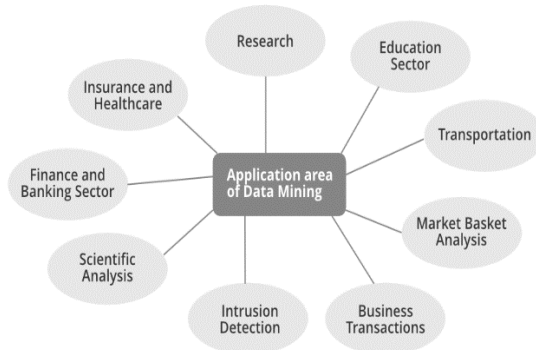 Research
Education
Sector
Insurance and
Healthcare
Transportation
Application area
of Data Mining
Finance and
Banking Sector
Market Basket
Analysis
Scientific
Analysis
Intrusion
Detection
Business
Transactions